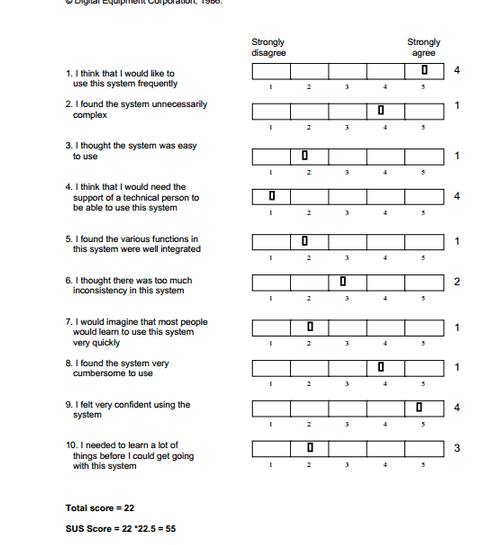 © Digital Equipment Corporation, 1986.
Strongly disagree
Strongly agree
1. I think that I would like to
use this system frequently
4
1 2 3 4 5
2. I found the system unnecessarily
complex
1
1 2 3 4 5
3. I thought the system was easy
to use
1
1 2 3 4 5
4. I think that I would need the
support of a technical person to
be able to use this system
4
1 2 3 4 5
5. I found the various functions in
this system were well integrated
1
1 2 3 4 5
6. I thought there was too much
inconsistency in this system
2
1 2 3 4 5
7. I would imagine that most people
would learn to use this system
very quickly
1
1 2 3 4 5
8. I found the system very
cumbersome to use
1
1 2 3 4 5
9. I felt very confident using the
system
4
1 2 3 4 5
10. I needed to learn a lot of
things before I could get going
with this system
3
1 2 3 4 5
Total score = 22
SUS Score = 22 *22.5 = 55